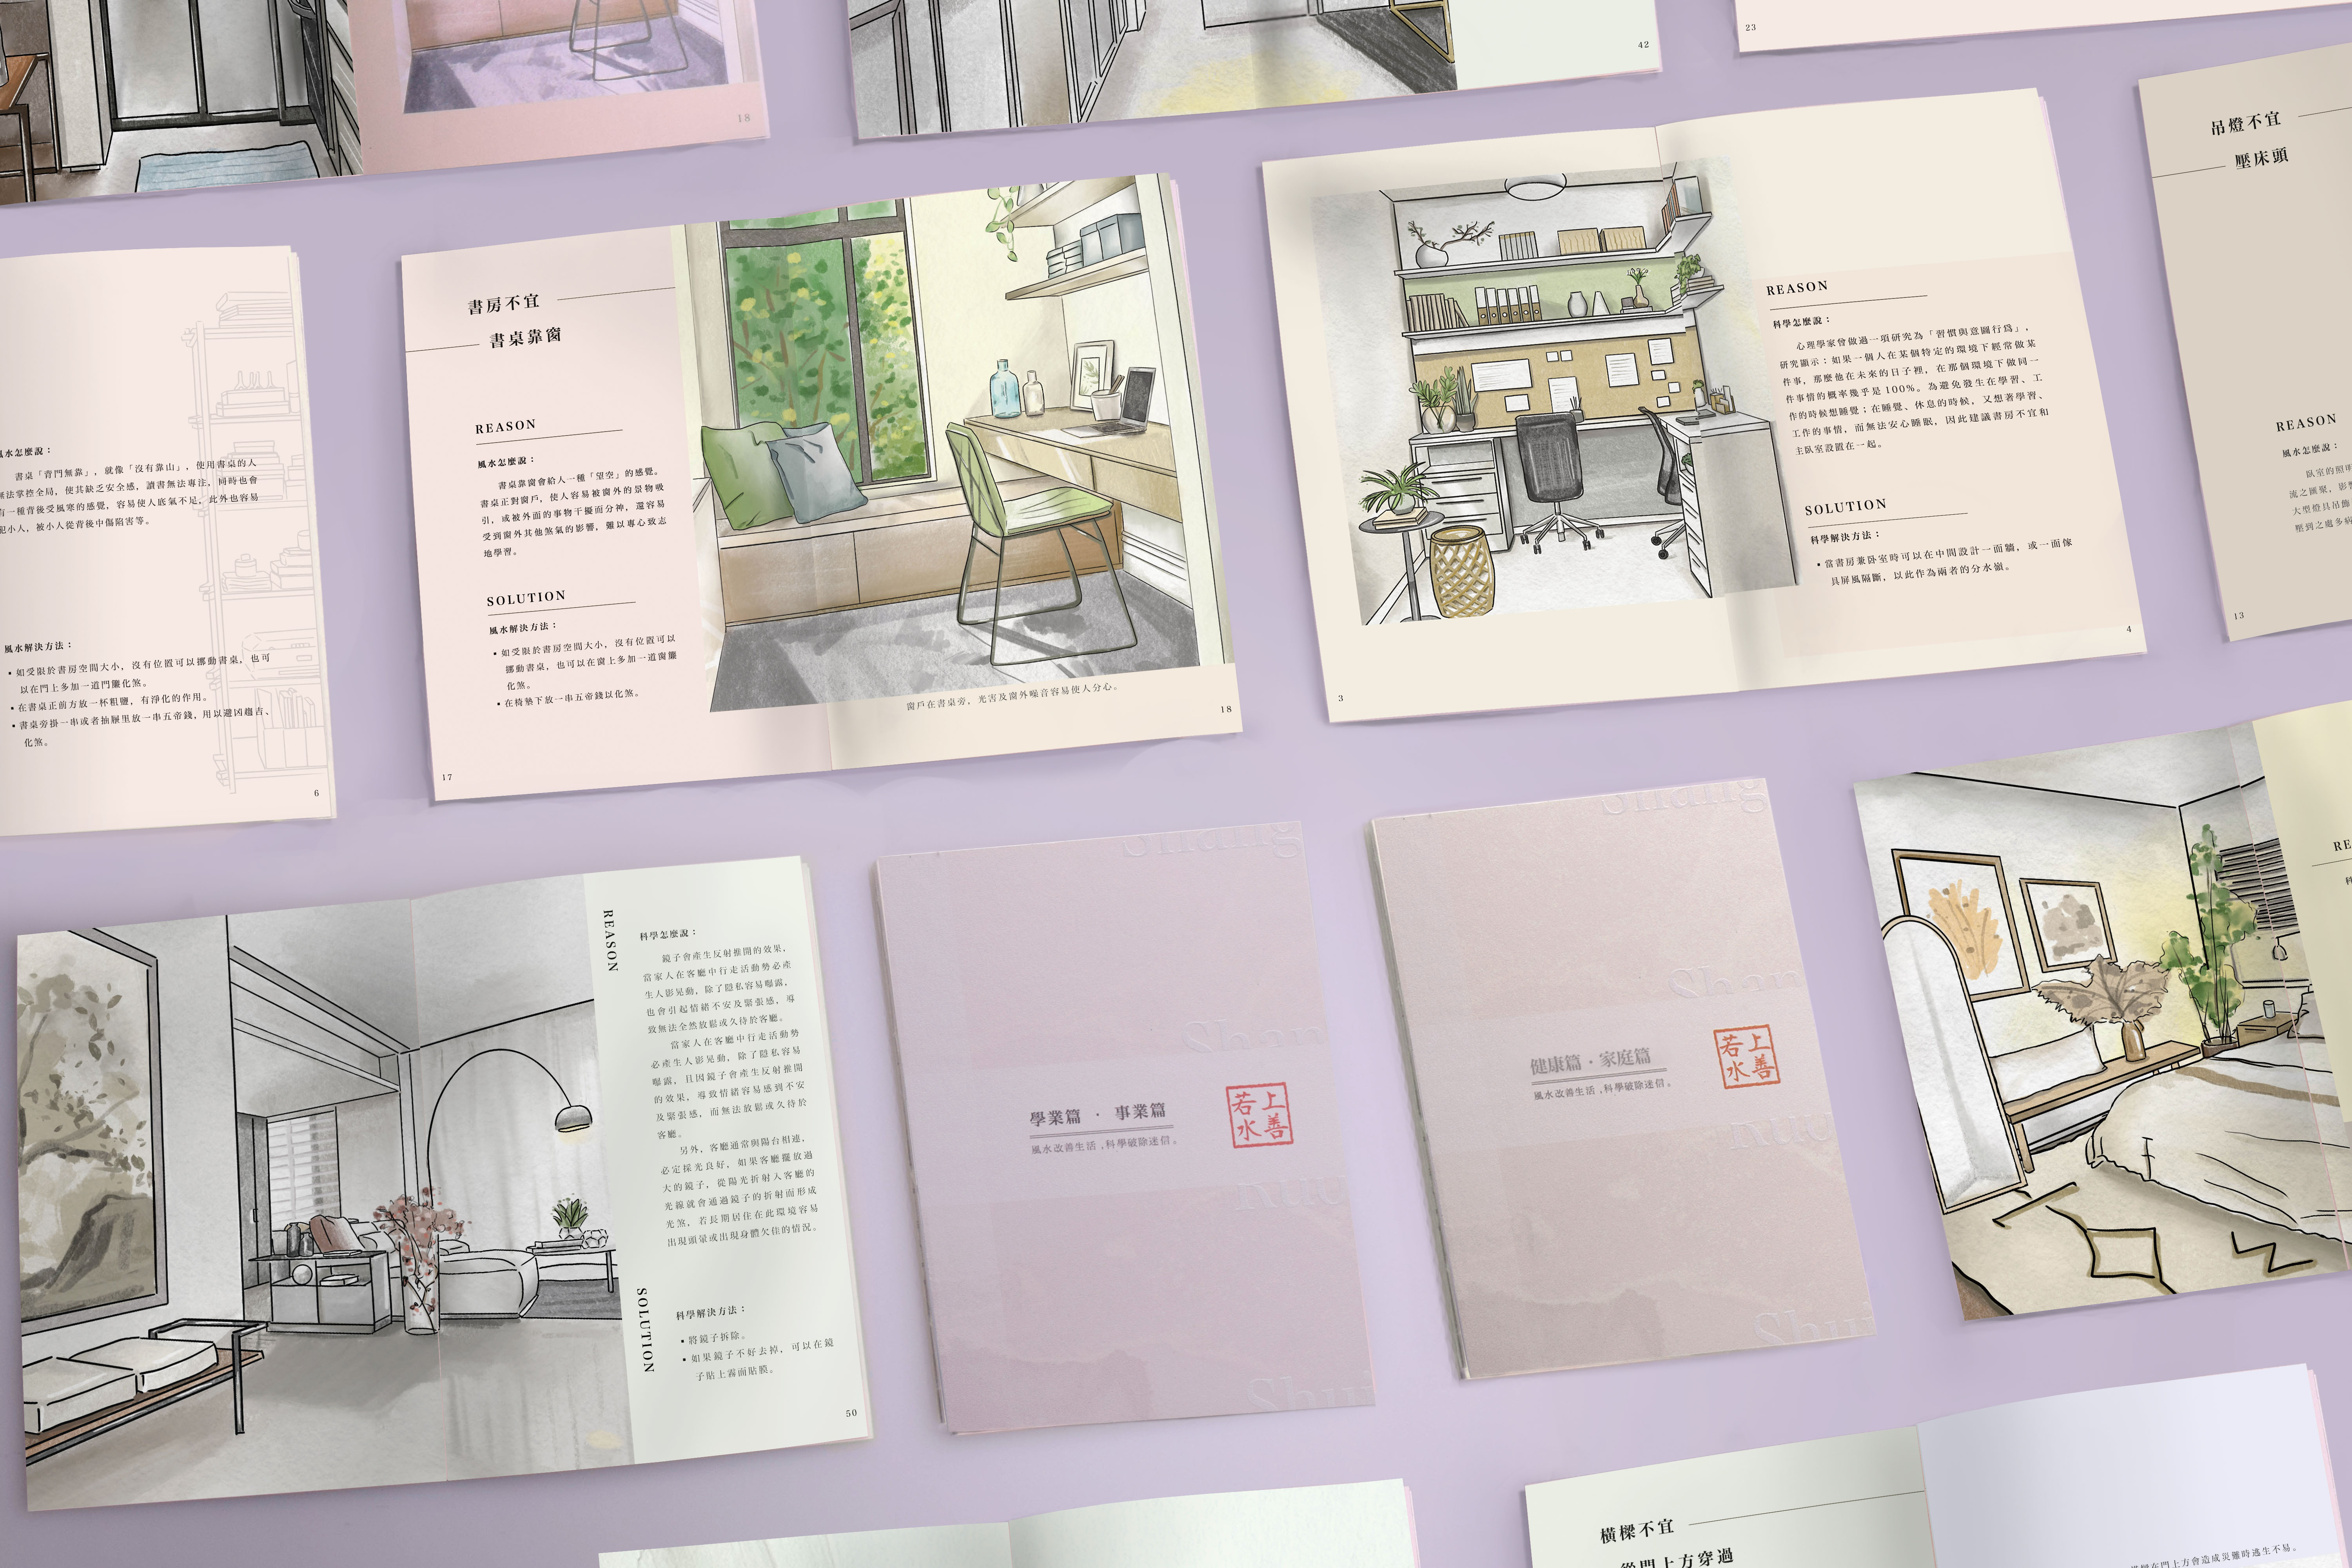 18
42
23
吊燈不宜
壓床頭
REASON
風水怎麼說：
13
風水怎麼說：
書桌「背門無靠」，就像「沒有靠山」，使用書桌的人
無法掌控全局，使其缺乏安全感，讀書無法專注，同時也會
有一種背後受風寒的感覺，容易使人底氣不足，此外也容易
犯小人，被小人從背後中傷陷害等。
風水解決方法：
▪ 如受限於書房空間大小，沒有位置可以挪動書桌，也可
以在門上多加一道門簾化煞。
▪ 在書桌正前方放一杯粗鹽，有淨化的作用。
▪ 書桌旁掛一串或者抽屜里放一串五帝錢，用以避凶趨吉、
化煞。
6
書房不宜
書桌靠窗
REASON
風水怎麼說：
書桌靠窗會給人一種「望空」的感覺。
書桌正對窗戶，使人容易被窗外的景物吸
引，或被外面的事物干擾而分神，還容易
受到窗外其他煞氣的影響，難以專心致志
地學習。
SOLUTION
風水解決方法：
▪ 如受限於書房空間大小，沒有位置可以
挪動書桌，也可以在窗上多加一道窗簾
化煞。
▪ 在椅墊下放一串五帝錢以化煞。
窗戶在書桌旁，光害及窗外噪音容易使人分心。
17
18
REASON
科學怎麼說：
心理學家曾做過一項研究為「習慣與意圖行為」，
研究顯示；如果一個人在某個特定的環境下經常做某
件事，那麼他在未來的日子裡，在那個環境下做同一
件事情的概率幾乎是100%。為避免發生在學習、工
作的時候想睡覺；在睡覺、休息的時候，又想著學習、
工作的事情，而無法安心睡眠，因此建議書房不宜和
主臥室設置在一起。
SOLUTION
科學解決方法：
▪ 當書房兼卧室時可以在中間設計一面牆，或一面傢
具屏風隔斷，以此作為兩者的分水嶺。
3
4
REASON
科學怎麼說：
鏡子會產生反射推開的效果，
當家人在客廳中行走活動勢必產
生人影晃動，除了隱私容易曝露，
也會引起情緒不安及緊張感，導
致無法全然放鬆或久待於客廳。
當家人在客廳中行走活動勢
必產生人影晃動，除了隱私容易
曝露，且因鏡子會產生反射推開
的效果，導致情緒容易感到不安
及緊張感，而無法放鬆或久待於
客廳。
另外，客廳通常與陽台相連，
必定採光良好，如果客廳擺放過
大的鏡子，從陽光折射入客廳的
光線就會通過鏡子的折射而形成
光煞，若長期居住在此環境容易
出現頭暈或出現身體欠佳的情況。
SOLUTION
科學解決方法：
▪ 將鏡子拆除。
▪ 如果鏡子不好去掉，可以在鏡
子貼上霧面貼膜。
50
Shang
Shan
學業篇 · 事業篇
風水改善生活，科學破除迷信。
上善
若水
Shui
Shang
Shan
健康篇 · 家庭篇
風水改善生活，科學破除迷信。
上善
若水
Shui
橫樑不宜
從門上方穿過